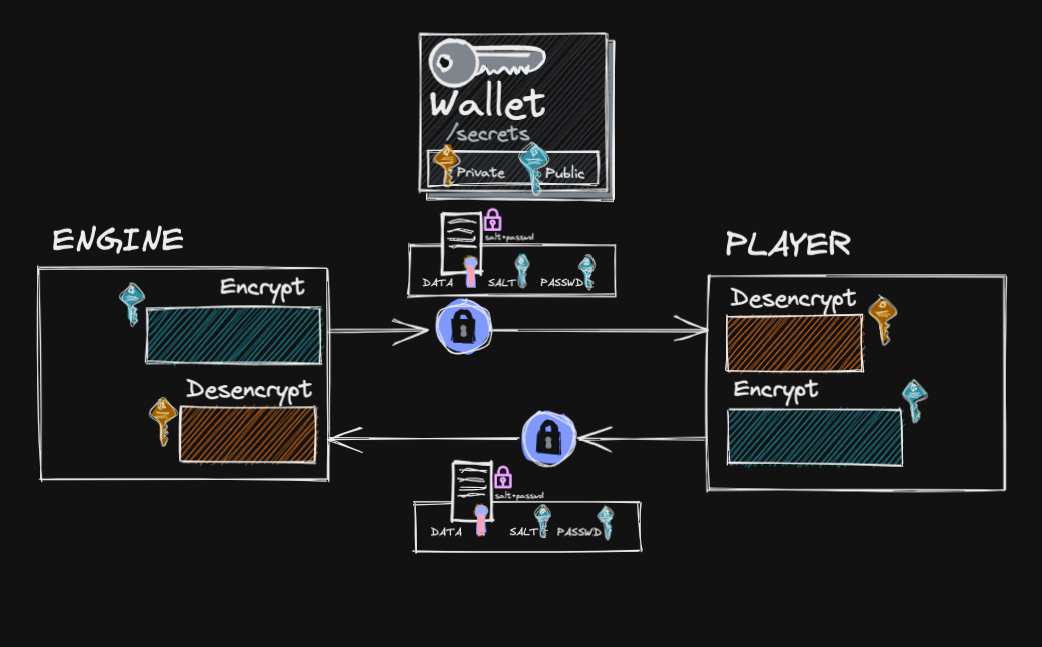 Wallet
/secrets
Private Public
salt+passwd
DATA SALT PASSWD
ENGINE
Encrypt
Desencrypt
PLAYER
Desencrypt
Encrypt
salt+passwd
DATA SALT PASSWD